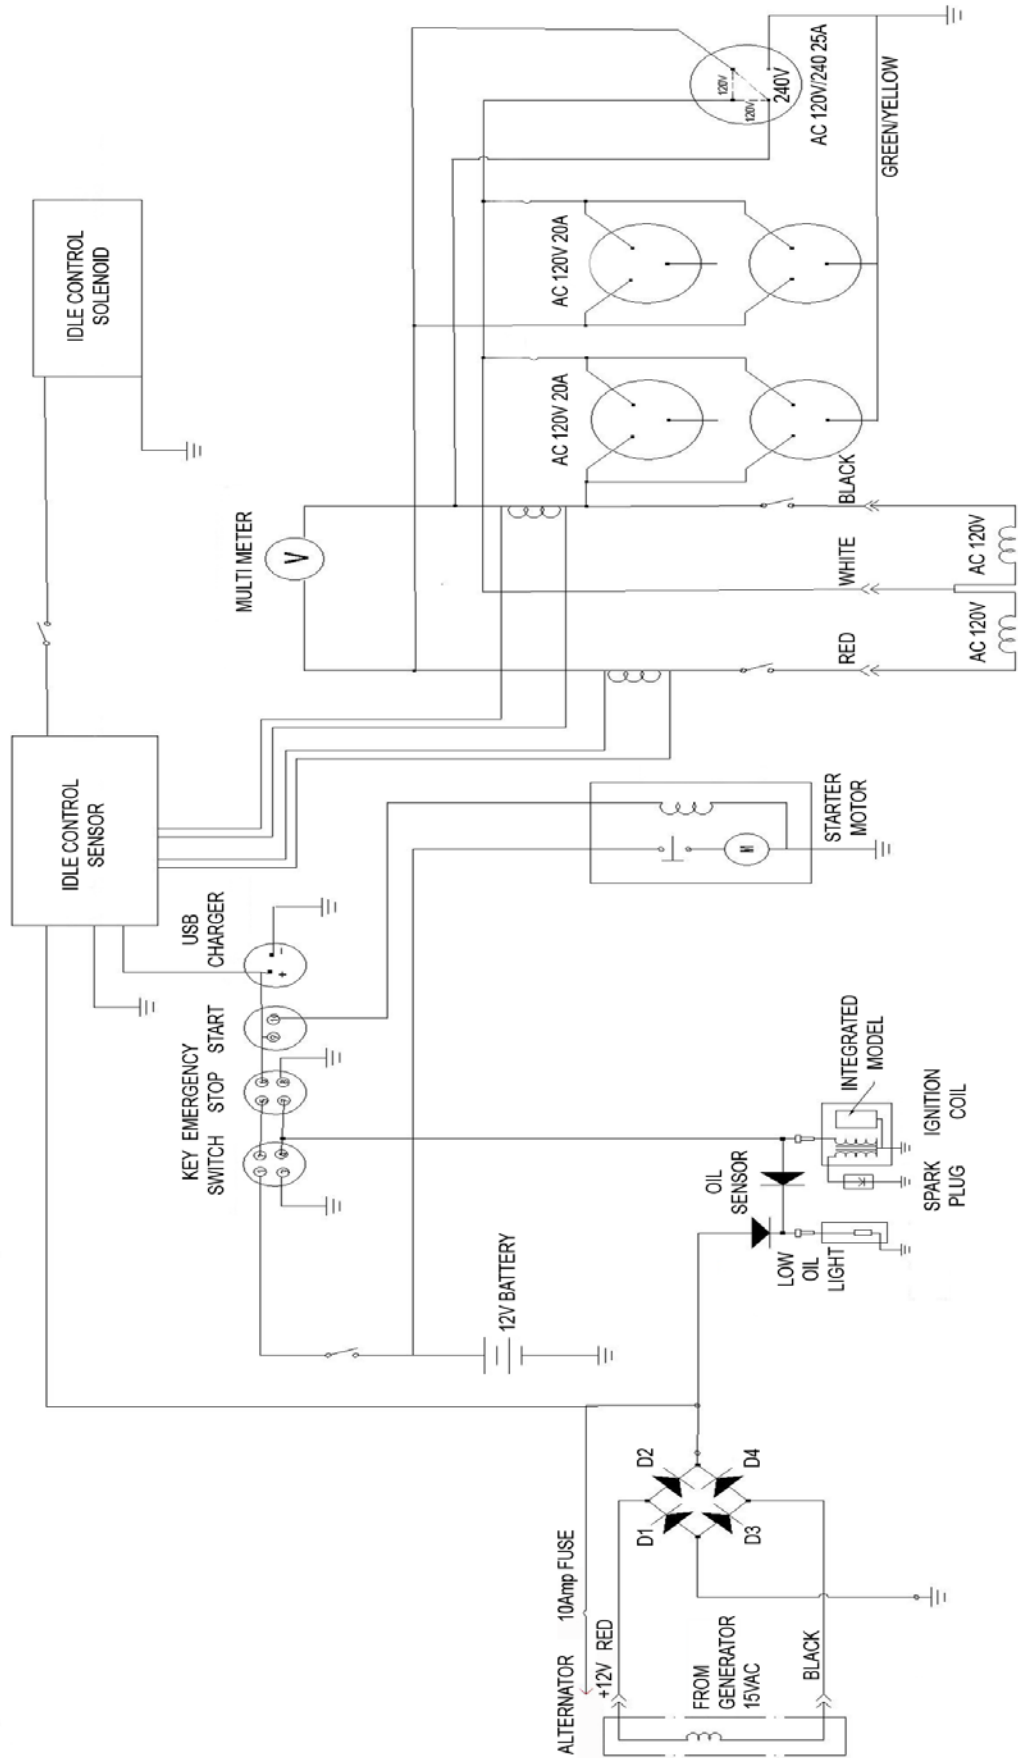 IDLE CONTROL
SOLENOID
IDLE CONTROL
SENSOR
MULTI METER
V
AC 120V/240 25A
240V
120V
120V
GREEN/YELLOW
AC 120V 20A
AC 120V 20A
BLACK
WHITE
RED
AC 120V
AC 120V
STARTER
MOTOR
M
USB
CHARGER
+
-
START
EMERGENCY
STOP
KEY
SWITCH
12V BATTERY
OIL
SENSOR
LOW
OIL
LIGHT
INTEGRATED
MODEL
IGNITION
COIL
SPARK
PLUG
D1
D2
D3
D4
ALTERNATOR
10Amp FUSE
+12V RED
FROM
GENERATOR
15VAC
BLACK